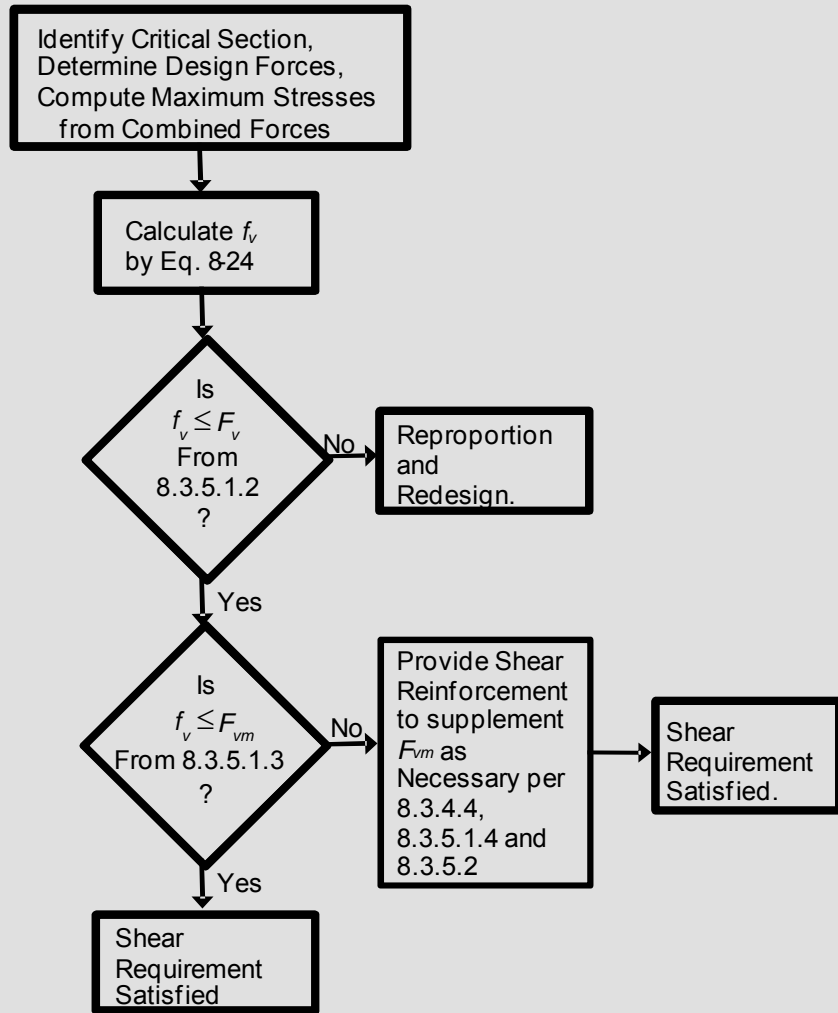 Identify Critical Section,
Determine Design Forces,
Compute Maximum Stresses
from Combined Forces
Calculate fv
by Eq. 8-24
Is
fv ≤ Fv
From
8.3.5.1.2
?
No
Reproportion
and
Redesign.
Yes
Is
fv ≤ Fvm
From 8.3.5.1.3
?
No
Provide Shear
Reinforcement
to supplement
Fvm as
Necessary per
8.3.4.4,
8.3.5.1.4 and
8.3.5.2
Shear
Requirement
Satisfied.
Yes
Shear
Requirement
Satisfied